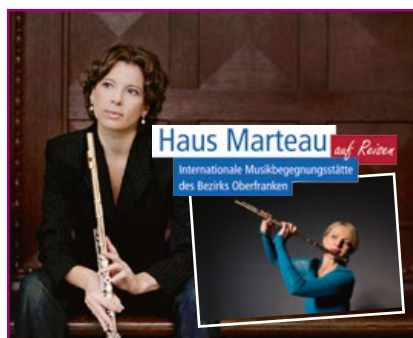 Haus Marteau auf Reisen
Internationale Musikbegegnungsstätte
des Bezirks Oberfranken